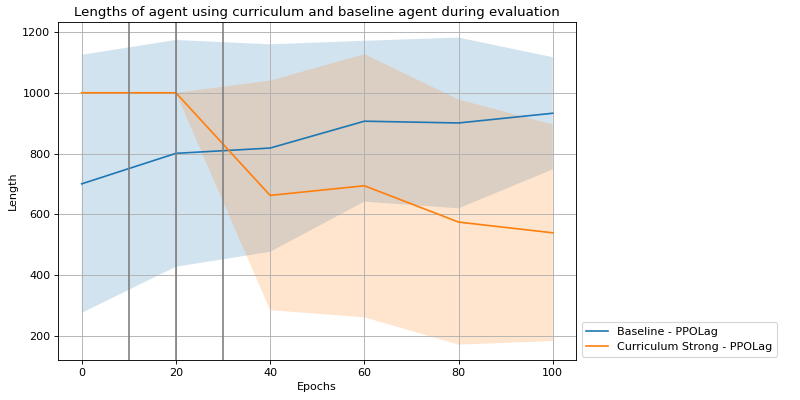 Lengths of agent using curriculum and baseline agent during evaluation
1200
1000
800
600
400
200
Length
0 20 40 60 80 100
Epochs
Baseline - PPOLag
Curriculum Strong - PPOLag